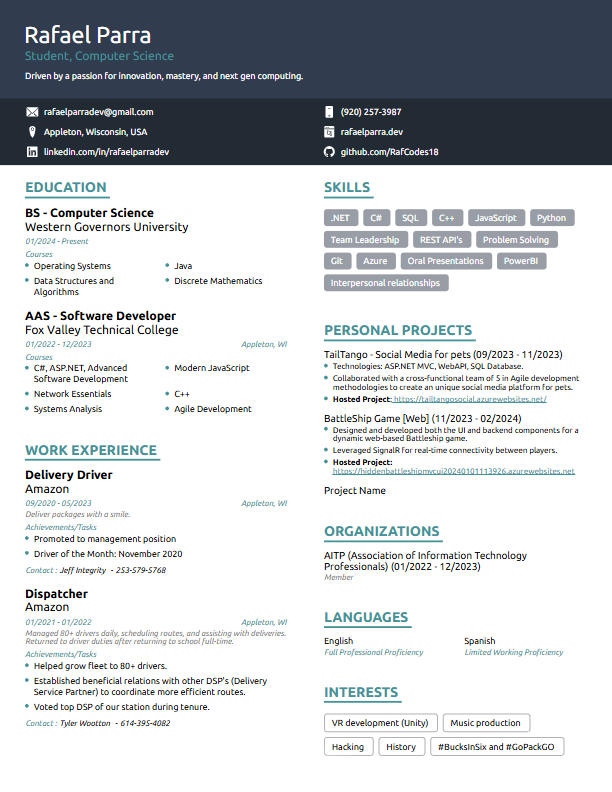 Rafael Parra
Student, Computer Science
Driven by a passion for innovation, mastery, and next gen computing.
rafaelparradev@gmail.com
(920) 257-3987
Appleton, Wisconsin, USA
rafaelparra.dev
linkedin.com/in/rafaelparradev
github.com/RafCodes18
EDUCATION
BS - Computer Science
Western Governors University
01/2024 - Present
Courses
Operating Systems
Java
Data Structures and
Algorithms
Discrete Mathematics
AAS - Software Developer
Fox Valley Technical College
01/2022 - 12/2023 Appleton, WI
Courses
C#, ASP.NET, Advanced
Software Development
Modern JavaScript
Network Essentials
C++
Systems Analysis
Agile Development
WORK EXPERIENCE
Delivery Driver
Amazon
09/2020 - 05/2023 Appleton, WI
Deliver packages with a smile.
Achievements/Tasks
Promoted to management position
Driver of the Month: November 2020
Contact : Jeff Integrity - 253-579-5768
Dispatcher
Amazon
01/2021 - 01/2022 Appleton, WI
Managed 80+ drivers daily, scheduling routes, and assisting with deliveries.
Returned to driver duties after returning to school full-time.
Achievements/Tasks
Helped grow fleet to 80+ drivers.
Established beneficial relations with other DSP's (Delivery
Service Partner) to coordinate more efficient routes.
Voted top DSP of our station during tenure.
Contact : Tyler Wootton - 614-395-4082
SKILLS
.NET C# SQL C++ JavaScript Python
Team Leadership REST API's Problem Solving
Git Azure Oral Presentations PowerBI
Interpersonal relationships
PERSONAL PROJECTS
TailTango - Social Media for pets (09/2023 - 11/2023)
Technologies: ASP.NET MVC, WebAPI, SQL Database.
Collaborated with a cross-functional team of 5 in Agile development
methodologies to create an unique social media platform for pets.
Hosted Project: https://tailtangosocial.azurewebsites.net/
BattleShip Game [Web] (11/2023 - 02/2024)
Designed and developed both the UI and backend components for a
dynamic web-based Battleship game.
Leveraged SignalR for real-time connectivity between players.
Hosted Project:
https://hiddenbattleshipmvcui20240101113926.azurewebsites.net
Project Name
ORGANIZATIONS
AITP (Association of Information Technology
Professionals) (01/2022 - 12/2023)
Member
LANGUAGES
English
Full Professional Proficiency
Spanish
Limited Working Proficiency
INTERESTS
VR development (Unity) Music production
Hacking History #BucksInSix and #GoPackGO